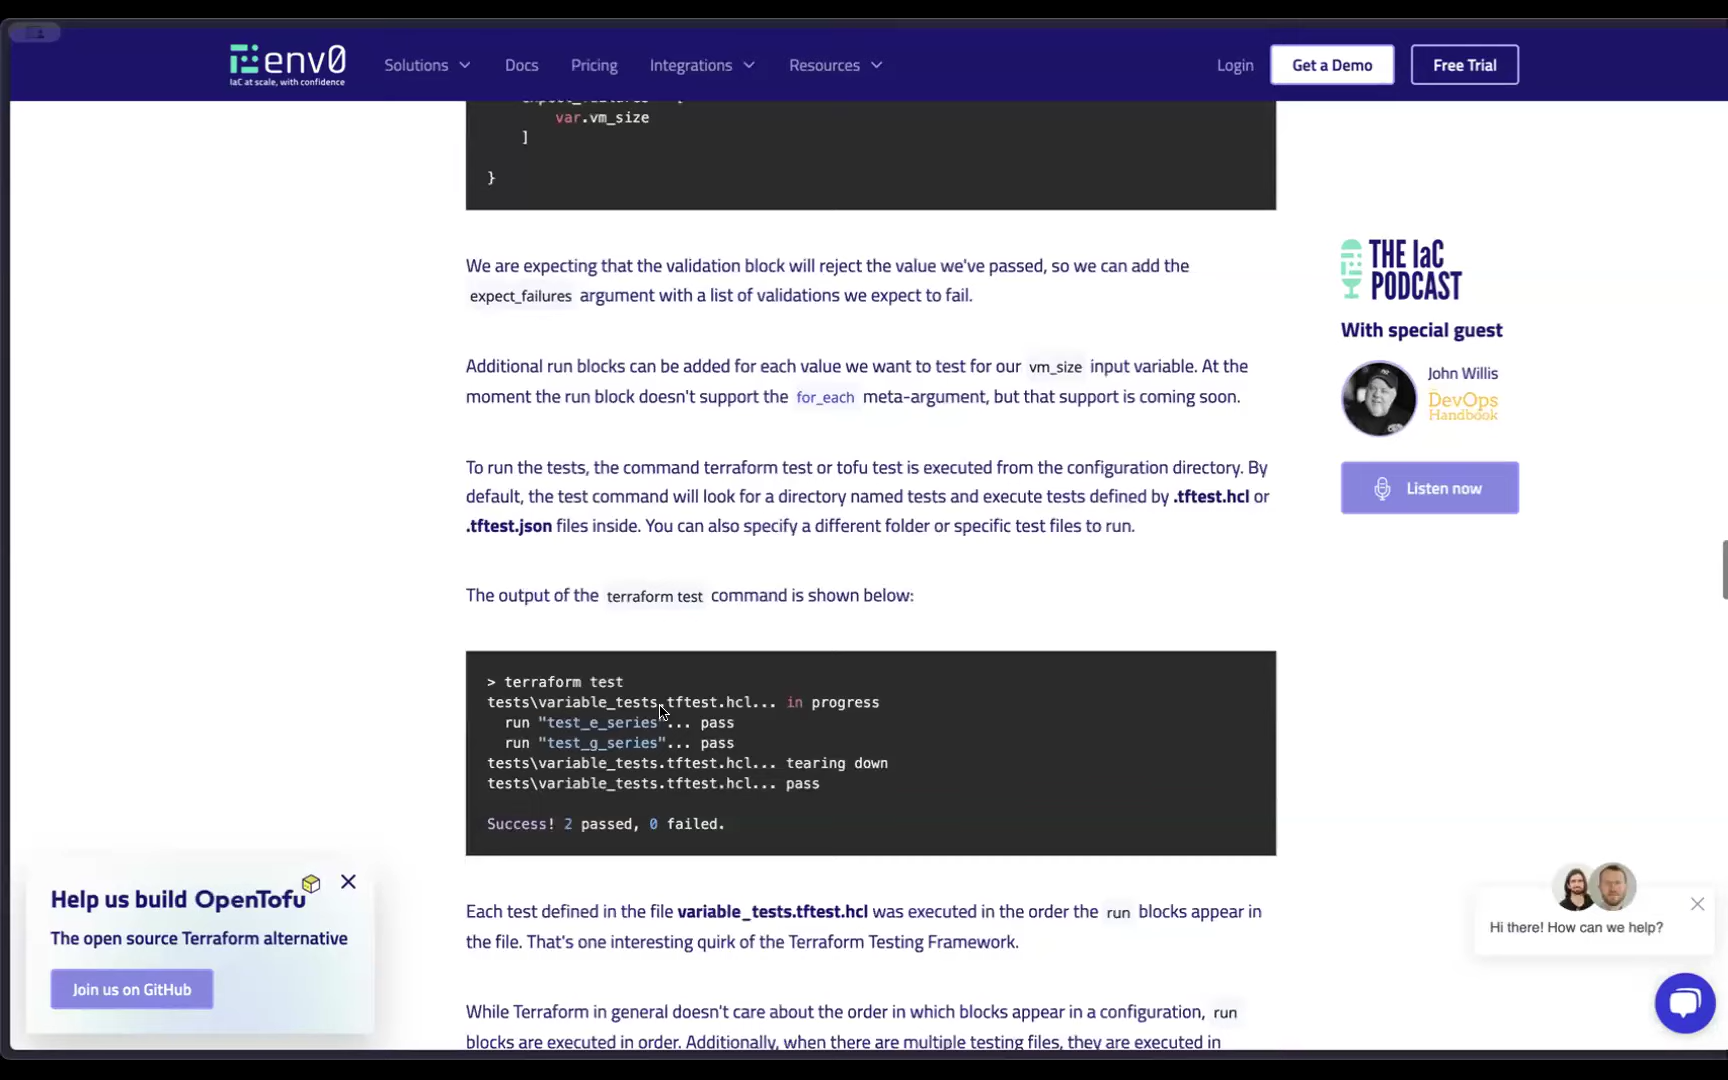 env0
IaC at scale, with confidence
Solutions
Docs
Pricing
Integrations
Resources
Login
Get a Demo
Free Trial
var.vm_size
]
}
We are expecting that the validation block will reject the value we've passed, so we can add the
expect_failures argument with a list of validations we expect to fail.
Additional run blocks can be added for each value we want to test for our vm_size input variable. At the
moment the run block doesn't support the for_each meta-argument, but that support is coming soon.
To run the tests, the command terraform test or tofu test is executed from the configuration directory. By
default, the test command will look for a directory named tests and execute tests defined by .tftest.hcl or
.tftest.json files inside. You can also specify a different folder or specific test files to run.
The output of the terraform test command is shown below:
> terraform test
tests\variable_tests.tftest.hcl... in progress
run "test_e_series"... pass
run "test_g_series"... pass
tests\variable_tests.tftest.hcl... tearing down
tests\variable_tests.tftest.hcl... pass
Success! 2 passed, 0 failed.
Each test defined in the file variable_tests.tftest.hcl was executed in the order the run blocks appear in
the file. That's one interesting quirk of the Terraform Testing Framework.
While Terraform in general doesn't care about the order in which blocks appear in a configuration, run
blocks are executed in order. Additionally, when there are multiple testing files, they are executed in
THE IaC
PODCAST
With special guest
John Willis
DevOps
Handbook
Listen now
Help us build OpenTofu
The open source Terraform alternative
Join us on GitHub
Hi there! How can we help?